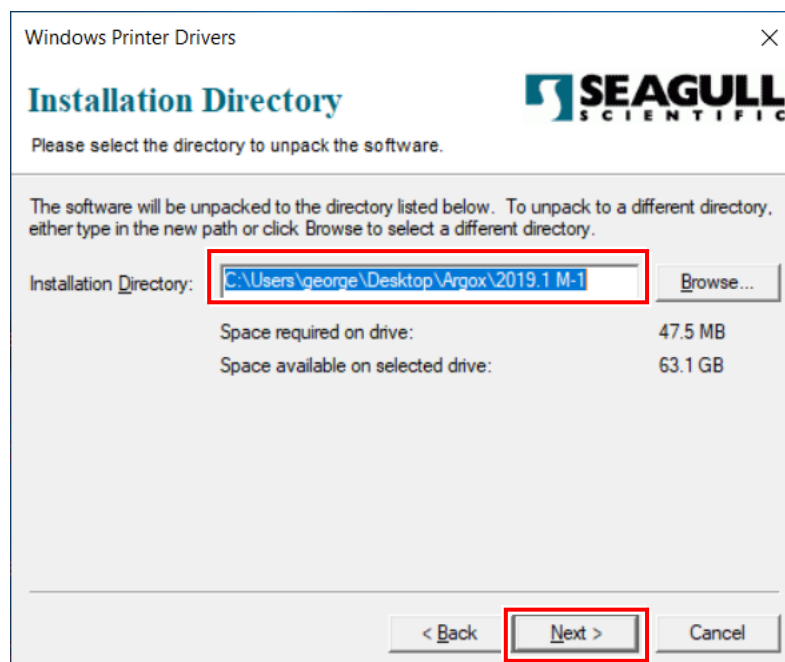 Windows Printer Drivers
Installation Directory
SEAGULL
SCIENTIFIC
Please select the directory to unpack the software.
The software will be unpacked to the directory listed below. To unpack to a different directory,
either type in the new path or click Browse to select a different directory.
Installation Directory: C:\Users\george\Desktop\Argox\2019.1 M-1 Browse...
Space required on drive: 47.5 MB
Space available on selected drive: 63.1 GB
< Back Next > Cancel